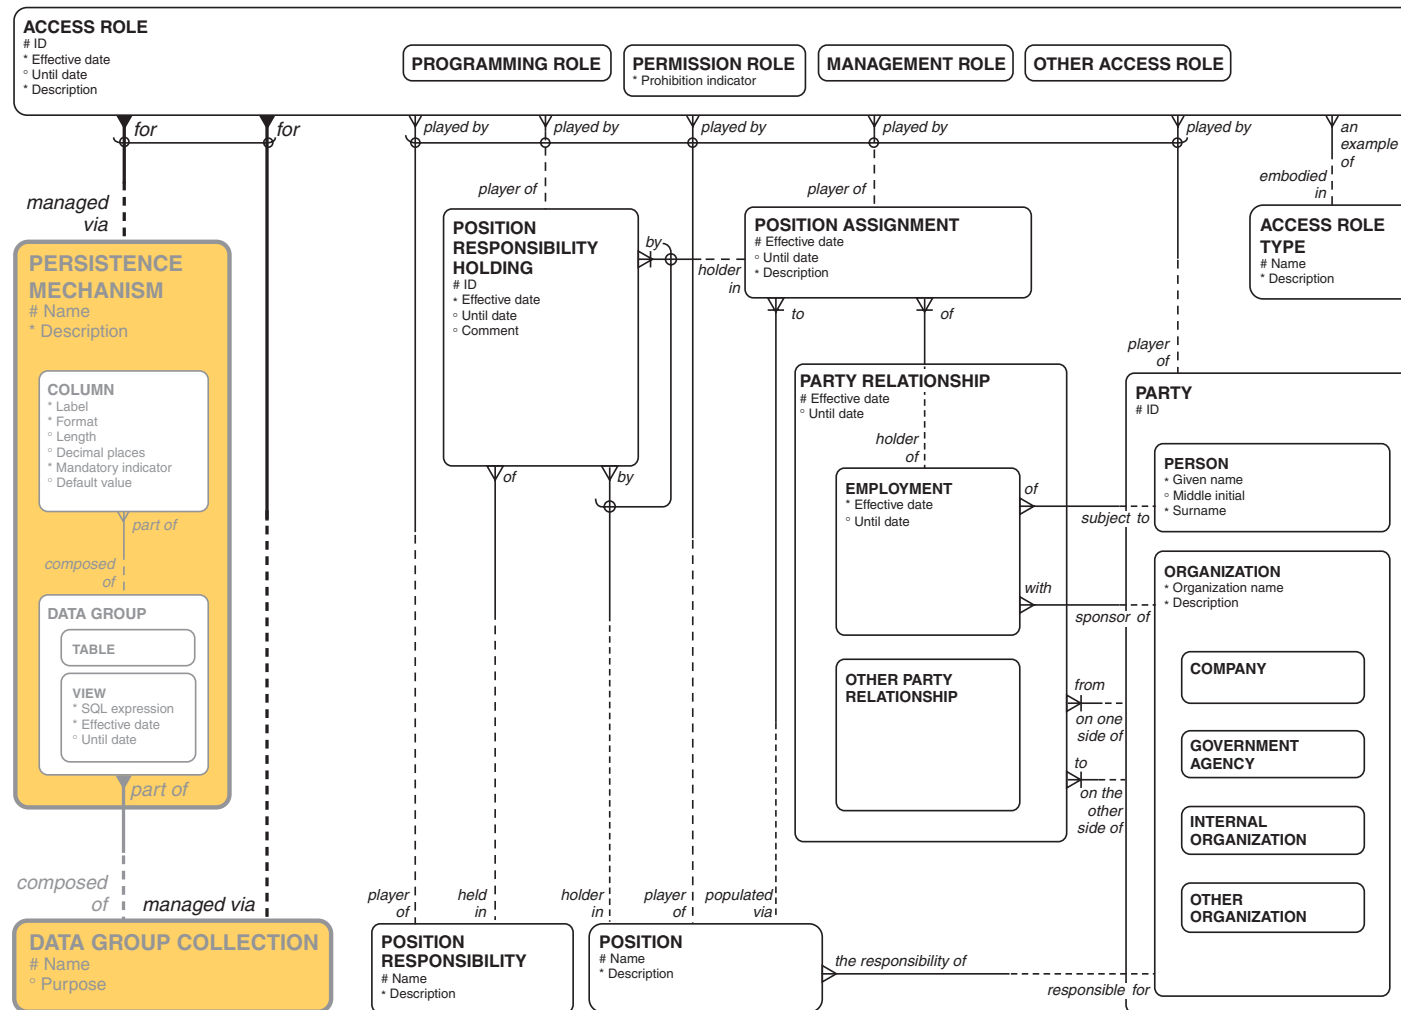 ACCESS ROLE
# ID
* Effective date
o Until date
* Description
PROGRAMMING ROLE
PERMISSION ROLE
* Prohibition indicator
MANAGEMENT ROLE
OTHER ACCESS ROLE
for
for
played by
played by
played by
played by
played by
an
example
of
managed
via
player of
player of
embodied
in
PERSISTENCE
MECHANISM
# Name
* Description
POSITION
RESPONSIBILITY
HOLDING
# ID
* Effective date
o Until date
o Comment
by
holder
in
POSITION ASSIGNMENT
# Effective date
o Until date
* Description
ACCESS ROLE
TYPE
# Name
* Description
to
of
player
of
COLUMN
* Label
* Format
o Length
o Decimal places
* Mandatory indicator
o Default value
part of
composed
of
DATA GROUP
TABLE
VIEW
* SQL expression
* Effective date
o Until date
part of
of
by
PARTY RELATIONSHIP
# Effective date
o Until date
holder
of
EMPLOYMENT
* Effective date
o Until date
of
subject to
with
sponsor of
OTHER PARTY
RELATIONSHIP
from
on one
side of
to
on the
other
side of
PARTY
# ID
PERSON
* Given name
o Middle initial
* Surname
ORGANIZATION
* Organization name
* Description
COMPANY
GOVERNMENT
AGENCY
INTERNAL
ORGANIZATION
OTHER
ORGANIZATION
composed
of
managed via
player
of
held
in
holder
in
player
of
populated
via
DATA GROUP COLLECTION
# Name
o Purpose
POSITION
RESPONSIBILITY
# Name
* Description
POSITION
# Name
* Description
the responsibility of
responsible for